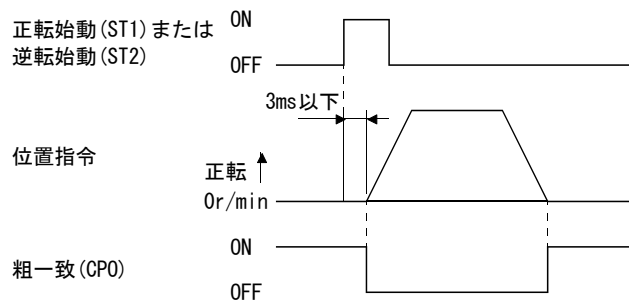 正転始動(ST1)または
逆転始動(ST2)
ON
OFF
3ms以下
位置指令
正転
0r/min
粗一致(CPO)
ON
OFF